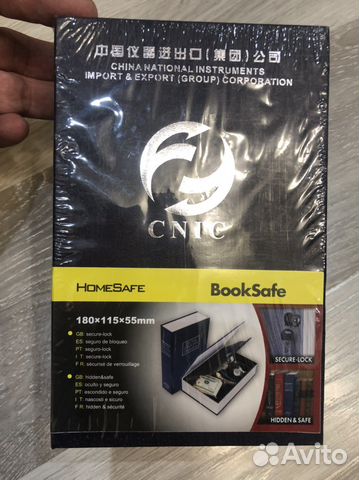 中国仪器进出口(集团)公司
CHINA NATIONAL INSTRUMENTS
IMPORT & EXPORT (GROUP) CORPORATION
CNIC
HOMESAFE
BookSafe
180×115×55mm
GB: secure-lock
ES: seguro de bloqueo
PT: seguro-lock
I T: secure-lock
F R: sécurise de verrouillage
GB: hidden&safe
ES: oculto y seguro
PT: escondido e seguro
I T: nascosti e sicuro
F R: hidden & sécurité
SECURE-LOCK
HIDDEN & SAFE
Avito